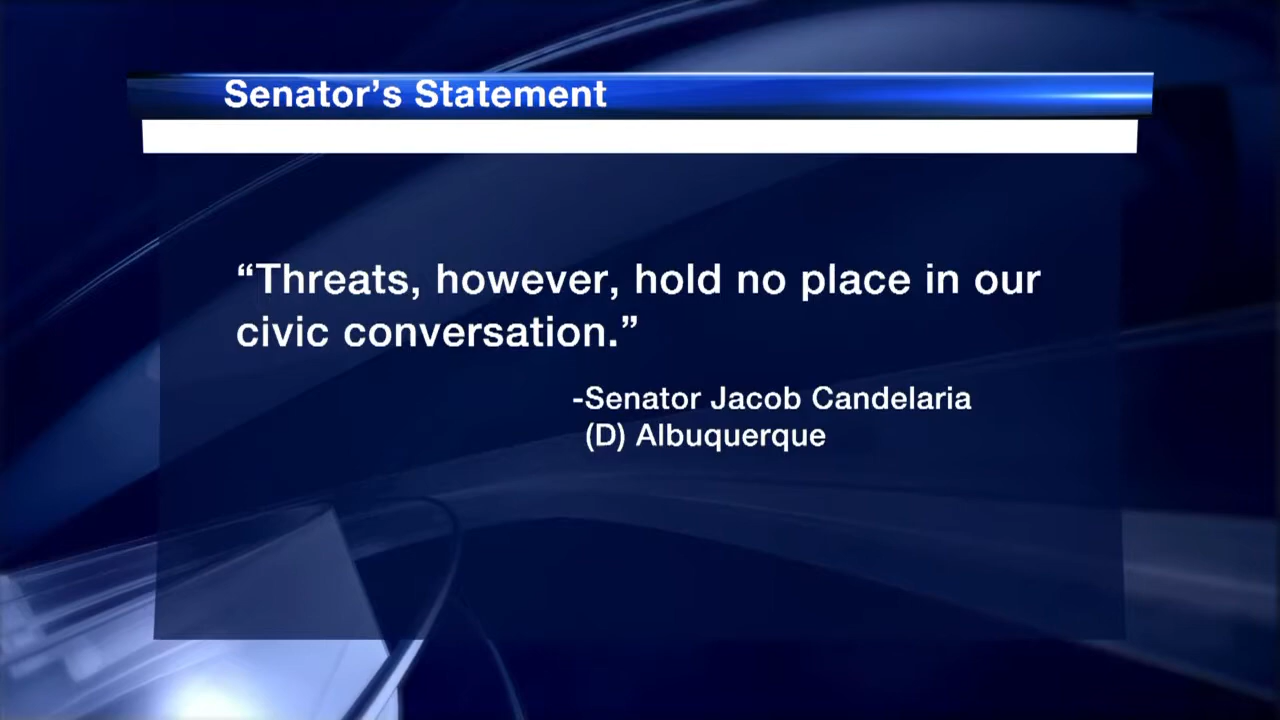 Senator’s Statement
“Threats, however, hold no place in our
civic conversation.”
-Senator Jacob Candelaria
(D) Albuquerque